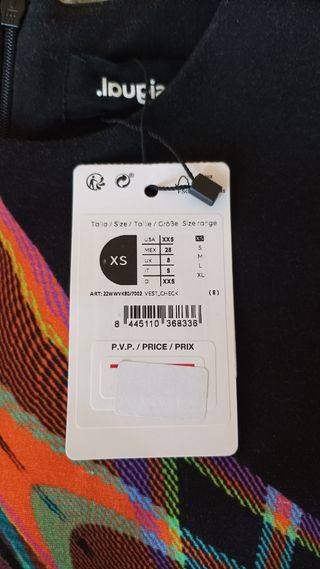 Talla / Size / Taille / Größe Size range
XS
USA XXS
MEX 28
UK 8
IT S
D XXS
XS
S
M
L
XL
ART: 22WWVK80/7002 VEST_CHECK (8)
8 445110 368336
P.V.P. / PRICE / PRIX